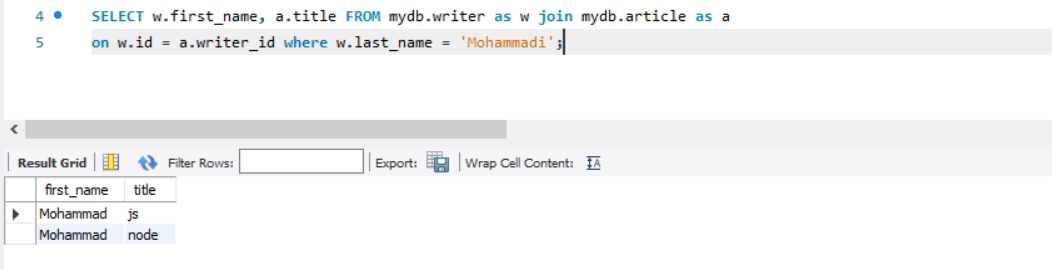 4 SELECT w.first_name, a.title FROM mydb.writer as w join mydb.article as a
5 on w.id = a.writer_id where w.last_name = 'Mohammadi';
Result Grid Filter Rows: Export: Wrap Cell Content: IA
first_name title
Mohammad js
Mohammad node